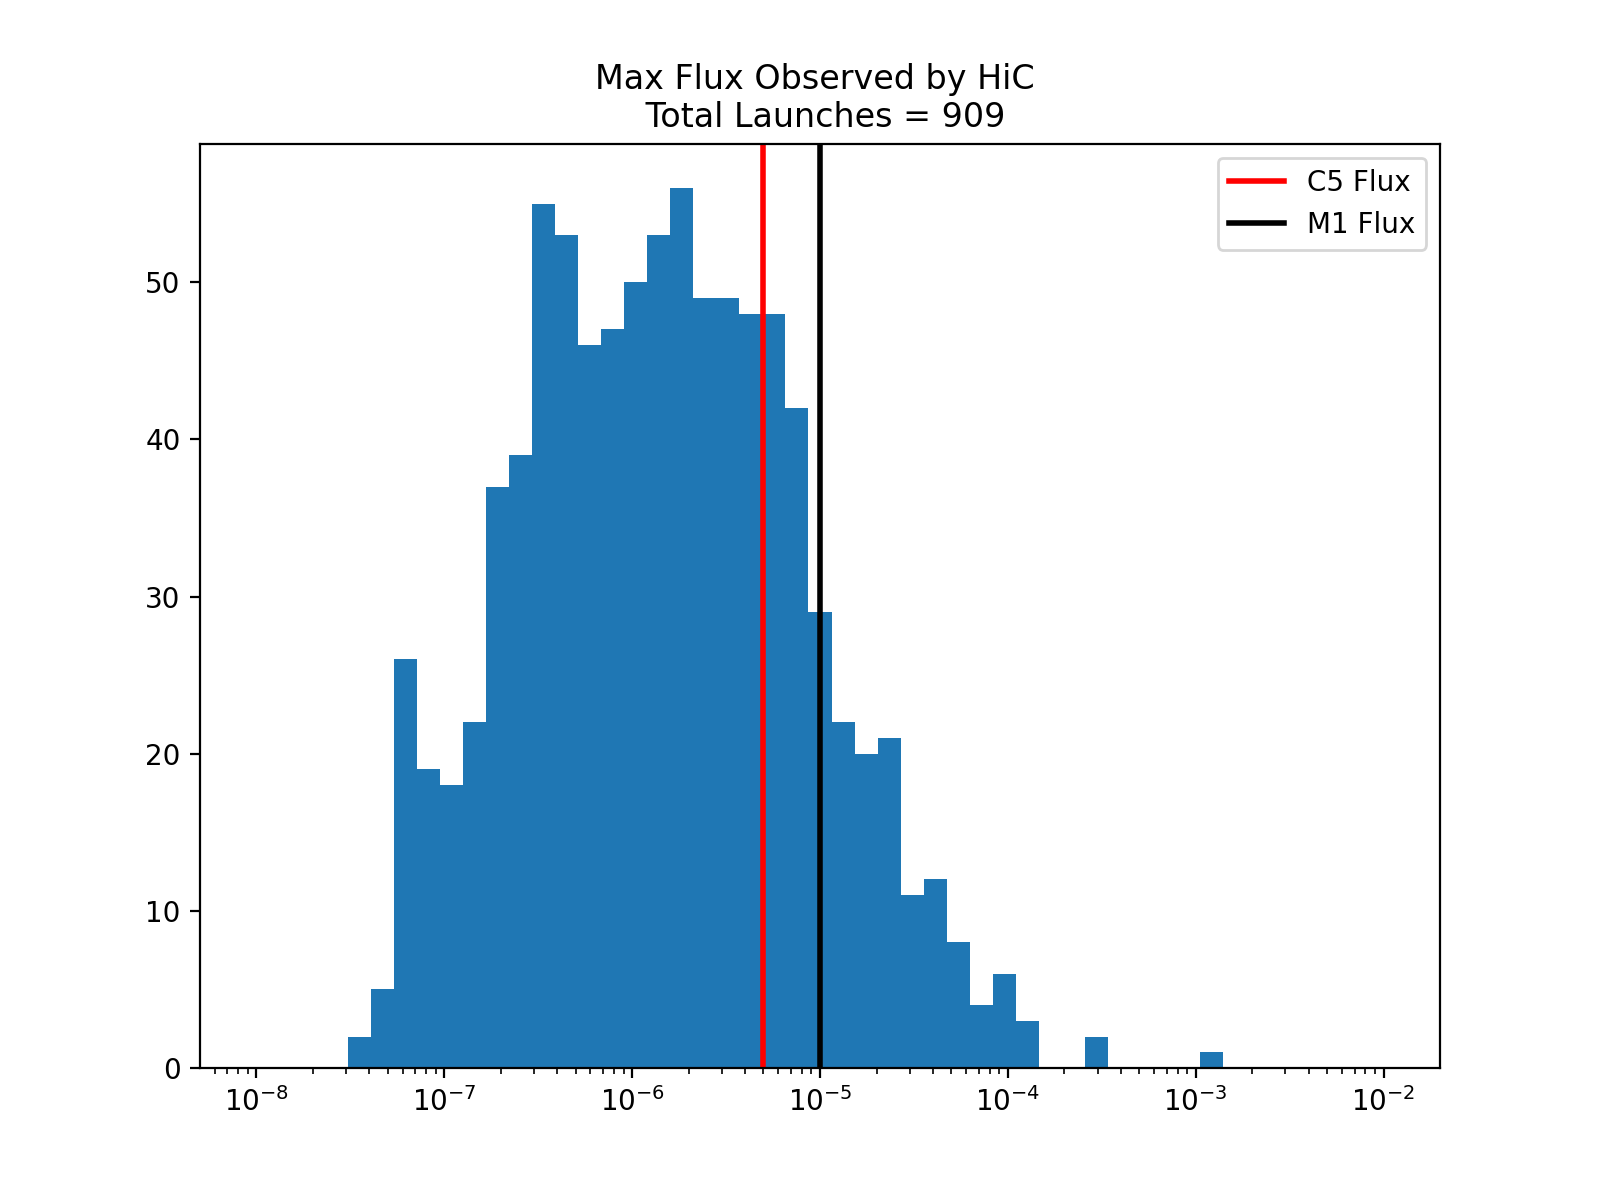 Max Flux Observed by HiC
Total Launches = 909
C5 Flux
M1 Flux
50
40
30
20
10
0
10⁻⁸ 10⁻⁷ 10⁻⁶ 10⁻⁵ 10⁻⁴ 10⁻³ 10⁻²